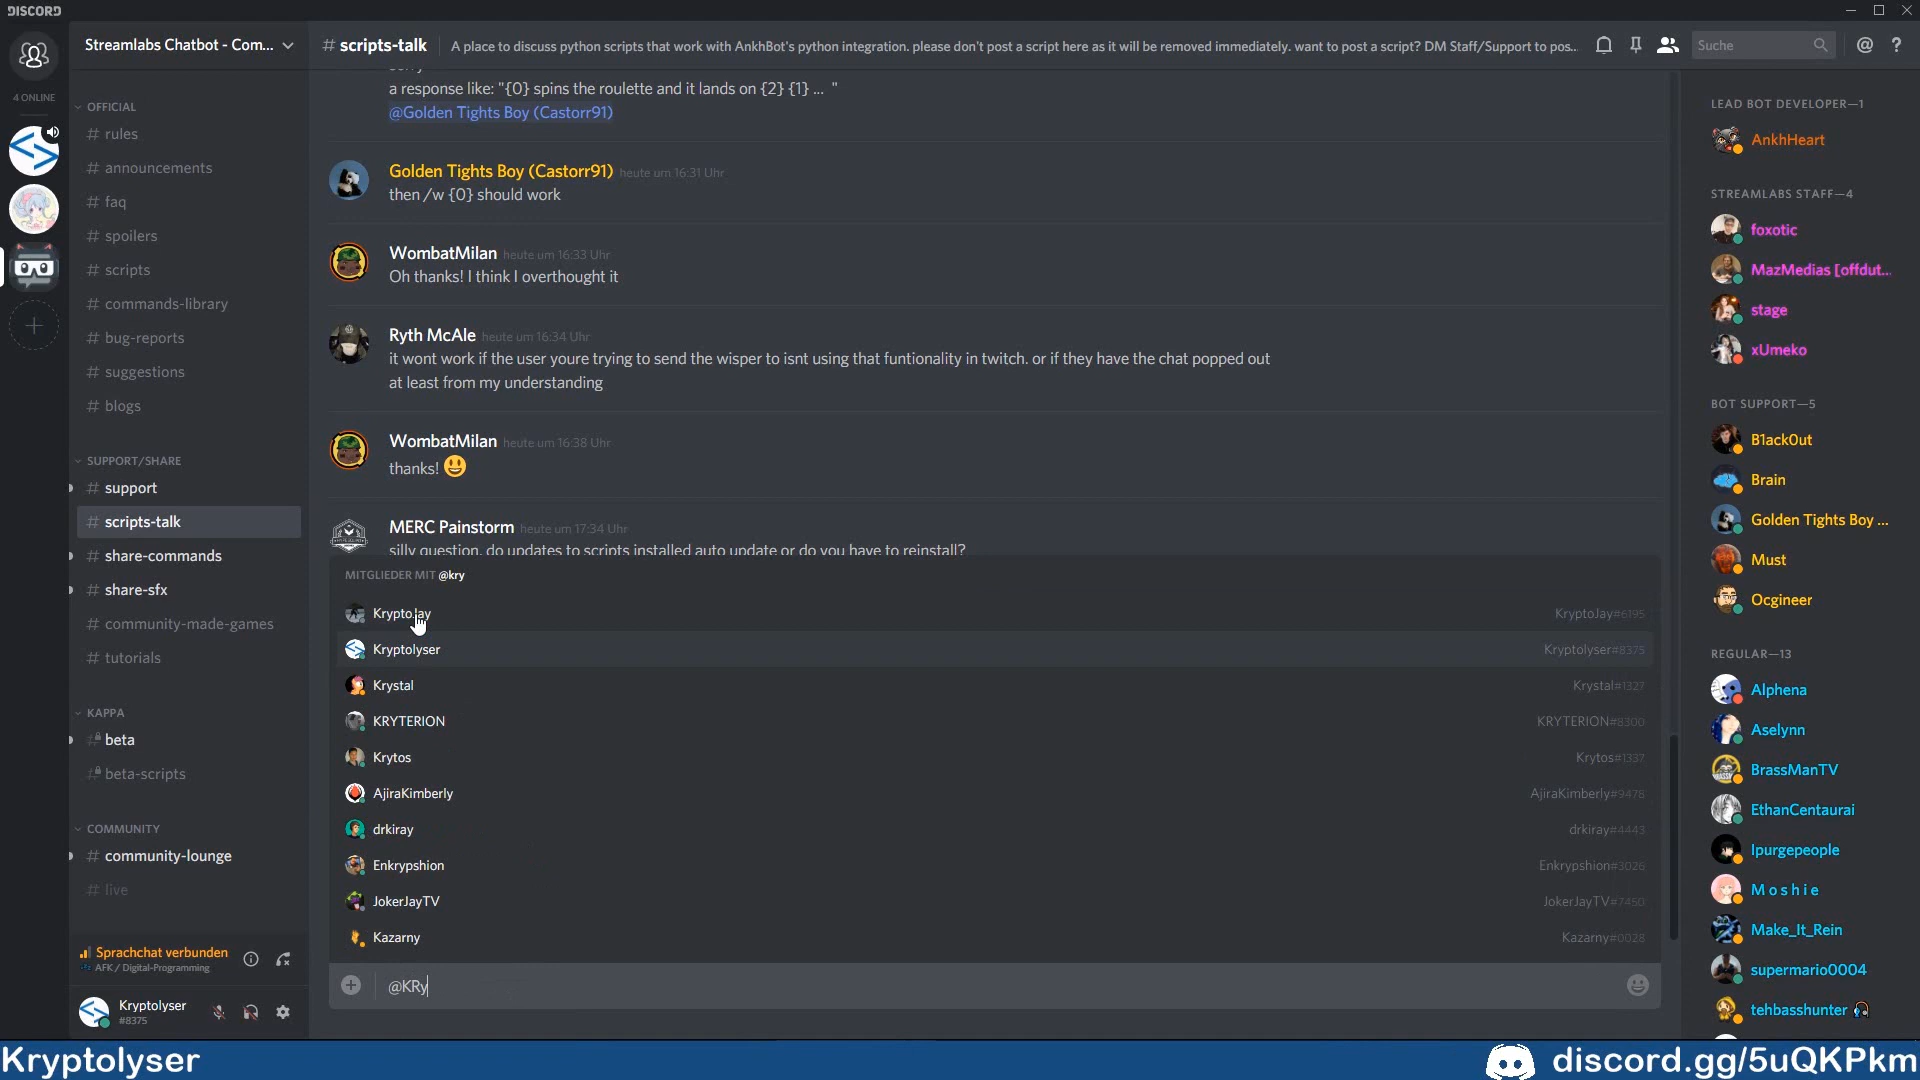 DISCORD
4 ONLINE
Streamlabs Chatbot - Com...
OFFICIAL
# rules
# announcements
# faq
# spoilers
# scripts
# commands-library
# bug-reports
# suggestions
# blogs
SUPPORT/SHARE
# support
# scripts-talk
# share-commands
# share-sfx
# community-made-games
# tutorials
KAPPA
# beta
# beta-scripts
COMMUNITY
# community-lounge
# live
Sprachchat verbunden
AFK / Digital-Programming
Kryptolyser
#8375
# scripts-talk
A place to discuss python scripts that work with AnkhBot's python integration. please don't post a script here as it will be removed immediately. want to post a script? DM Staff/Support to pos...
Suche
@ ?
a response like: "{0} spins the roulette and it lands on {2} {1} ... "
@Golden Tights Boy (Castorr91)
Golden Tights Boy (Castorr91) heute um 16:31 Uhr
then /w {0} should work
WombatMilan heute um 16:33 Uhr
Oh thanks! I think I overthought it
Ryth McAle heute um 16:34 Uhr
it wont work if the user youre trying to send the wisper to isnt using that funtionality in twitch. or if they have the chat popped out
at least from my understanding
WombatMilan heute um 16:38 Uhr
thanks! 😃
MERC Painstorm heute um 17:34 Uhr
silly question, do updates to scripts installed auto update or do you have to reinstall?
MITGLIEDER MIT @kry
KryptoJay KryptoJay#6195
Kryptolyser Kryptolyser#8375
Krystal Krystal#1327
KRYTERION KRYTERION#8300
Krytos Krytos#1337
AjiraKimberly AjiraKimberly#9478
drkiray drkiray#4443
Enkrypshion Enkrypshion#3026
JokerJayTV JokerJayTV#7450
Kazarny Kazarny#0028
@KRy
LEAD BOT DEVELOPER—1
AnkhHeart
STREAMLABS STAFF—4
foxotic
MazMedias [offdut...
stage
xUmeko
BOT SUPPORT—5
B1ack0ut
Brain
Golden Tights Boy ...
Must
Ocgineer
REGULAR—13
Alphena
Aselynn
BrassManTV
EthanCentaurai
Ipurgepeople
M o s h i e
Make_It_Rein
supermario0004
tehbasshunter
Kryptolyser
discord.gg/5uQKPkm